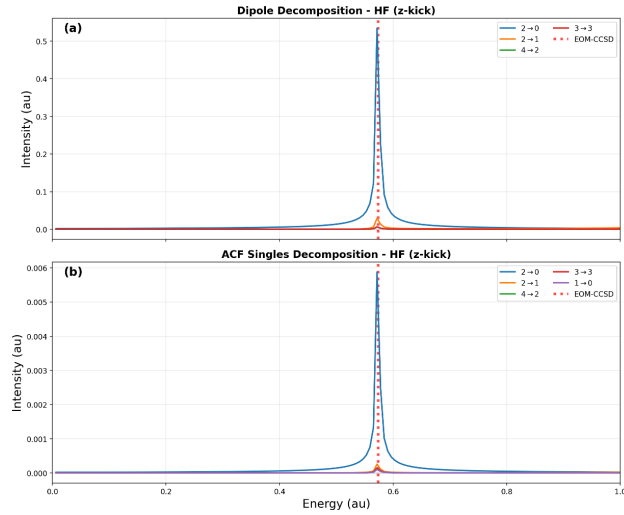 Dipole Decomposition - HF (z-kick)
(a)
2→0
3→3
2→1
EOM-CCSD
4→2
Intensity (au)
0.5
0.4
0.3
0.2
0.1
0.0
ACF Singles Decomposition - HF (z-kick)
(b)
2→0
3→3
2→1
1→0
4→2
EOM-CCSD
Intensity (au)
0.006
0.005
0.004
0.003
0.002
0.001
0.000
0.0 0.2 0.4 0.6 0.8 1.0
Energy (au)